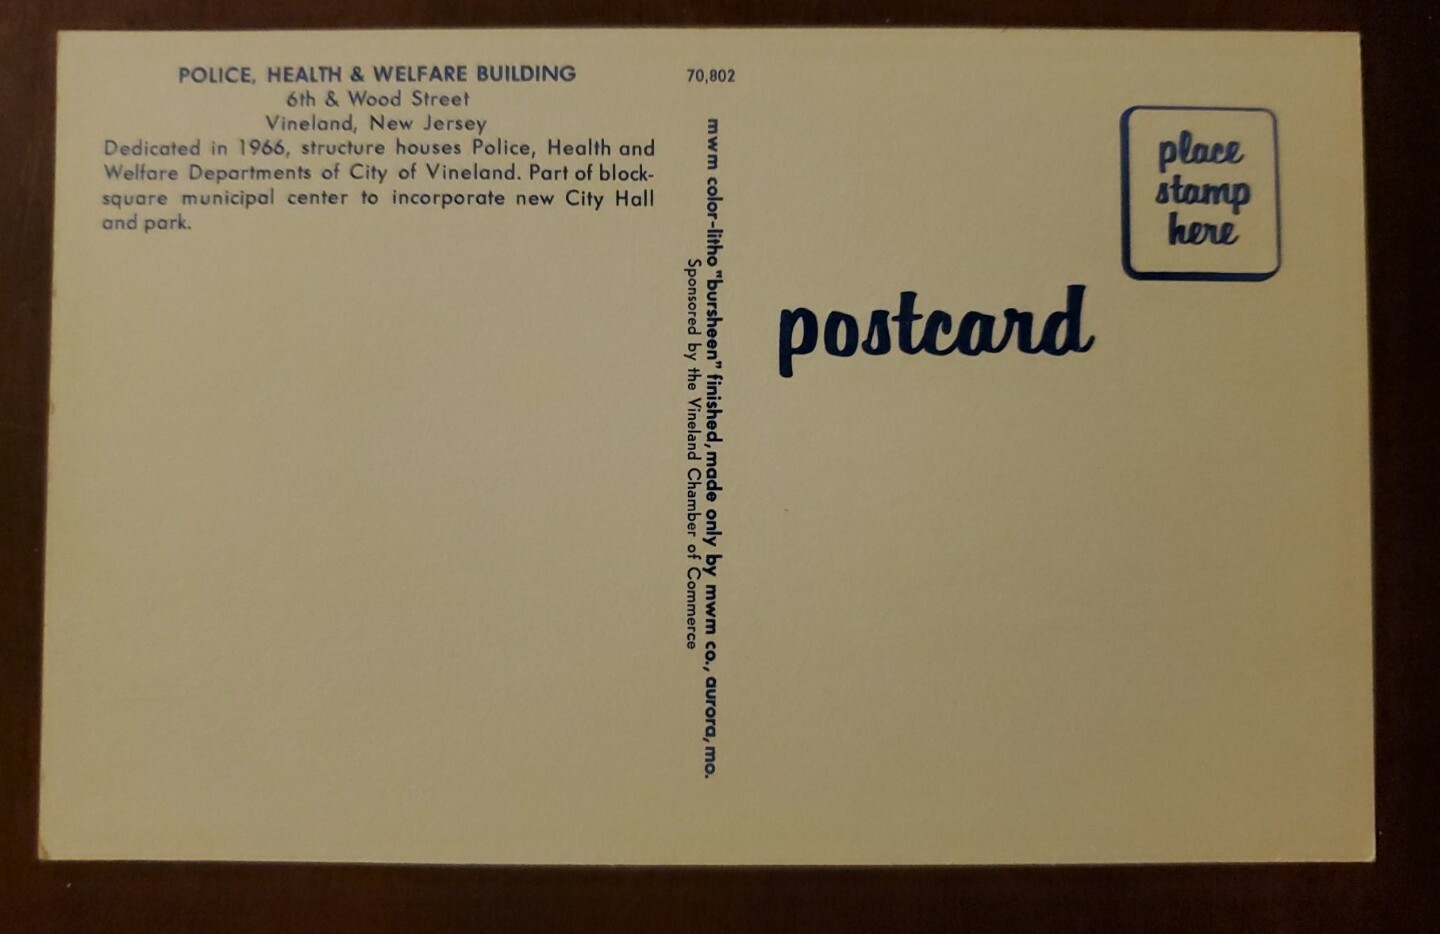 POLICE, HEALTH & WELFARE BUILDING
6th & Wood Street
Vineland, New Jersey
Dedicated in 1966, structure houses Police, Health and
Welfare Departments of City of Vineland. Part of block-
square municipal center to incorporate new City Hall
and park.
70,802
mwm color-litho "bursheen" finished, made only by mwm co., aurora, mo.
Sponsored by the Vineland Chamber of Commerce
place
stamp
here
postcard